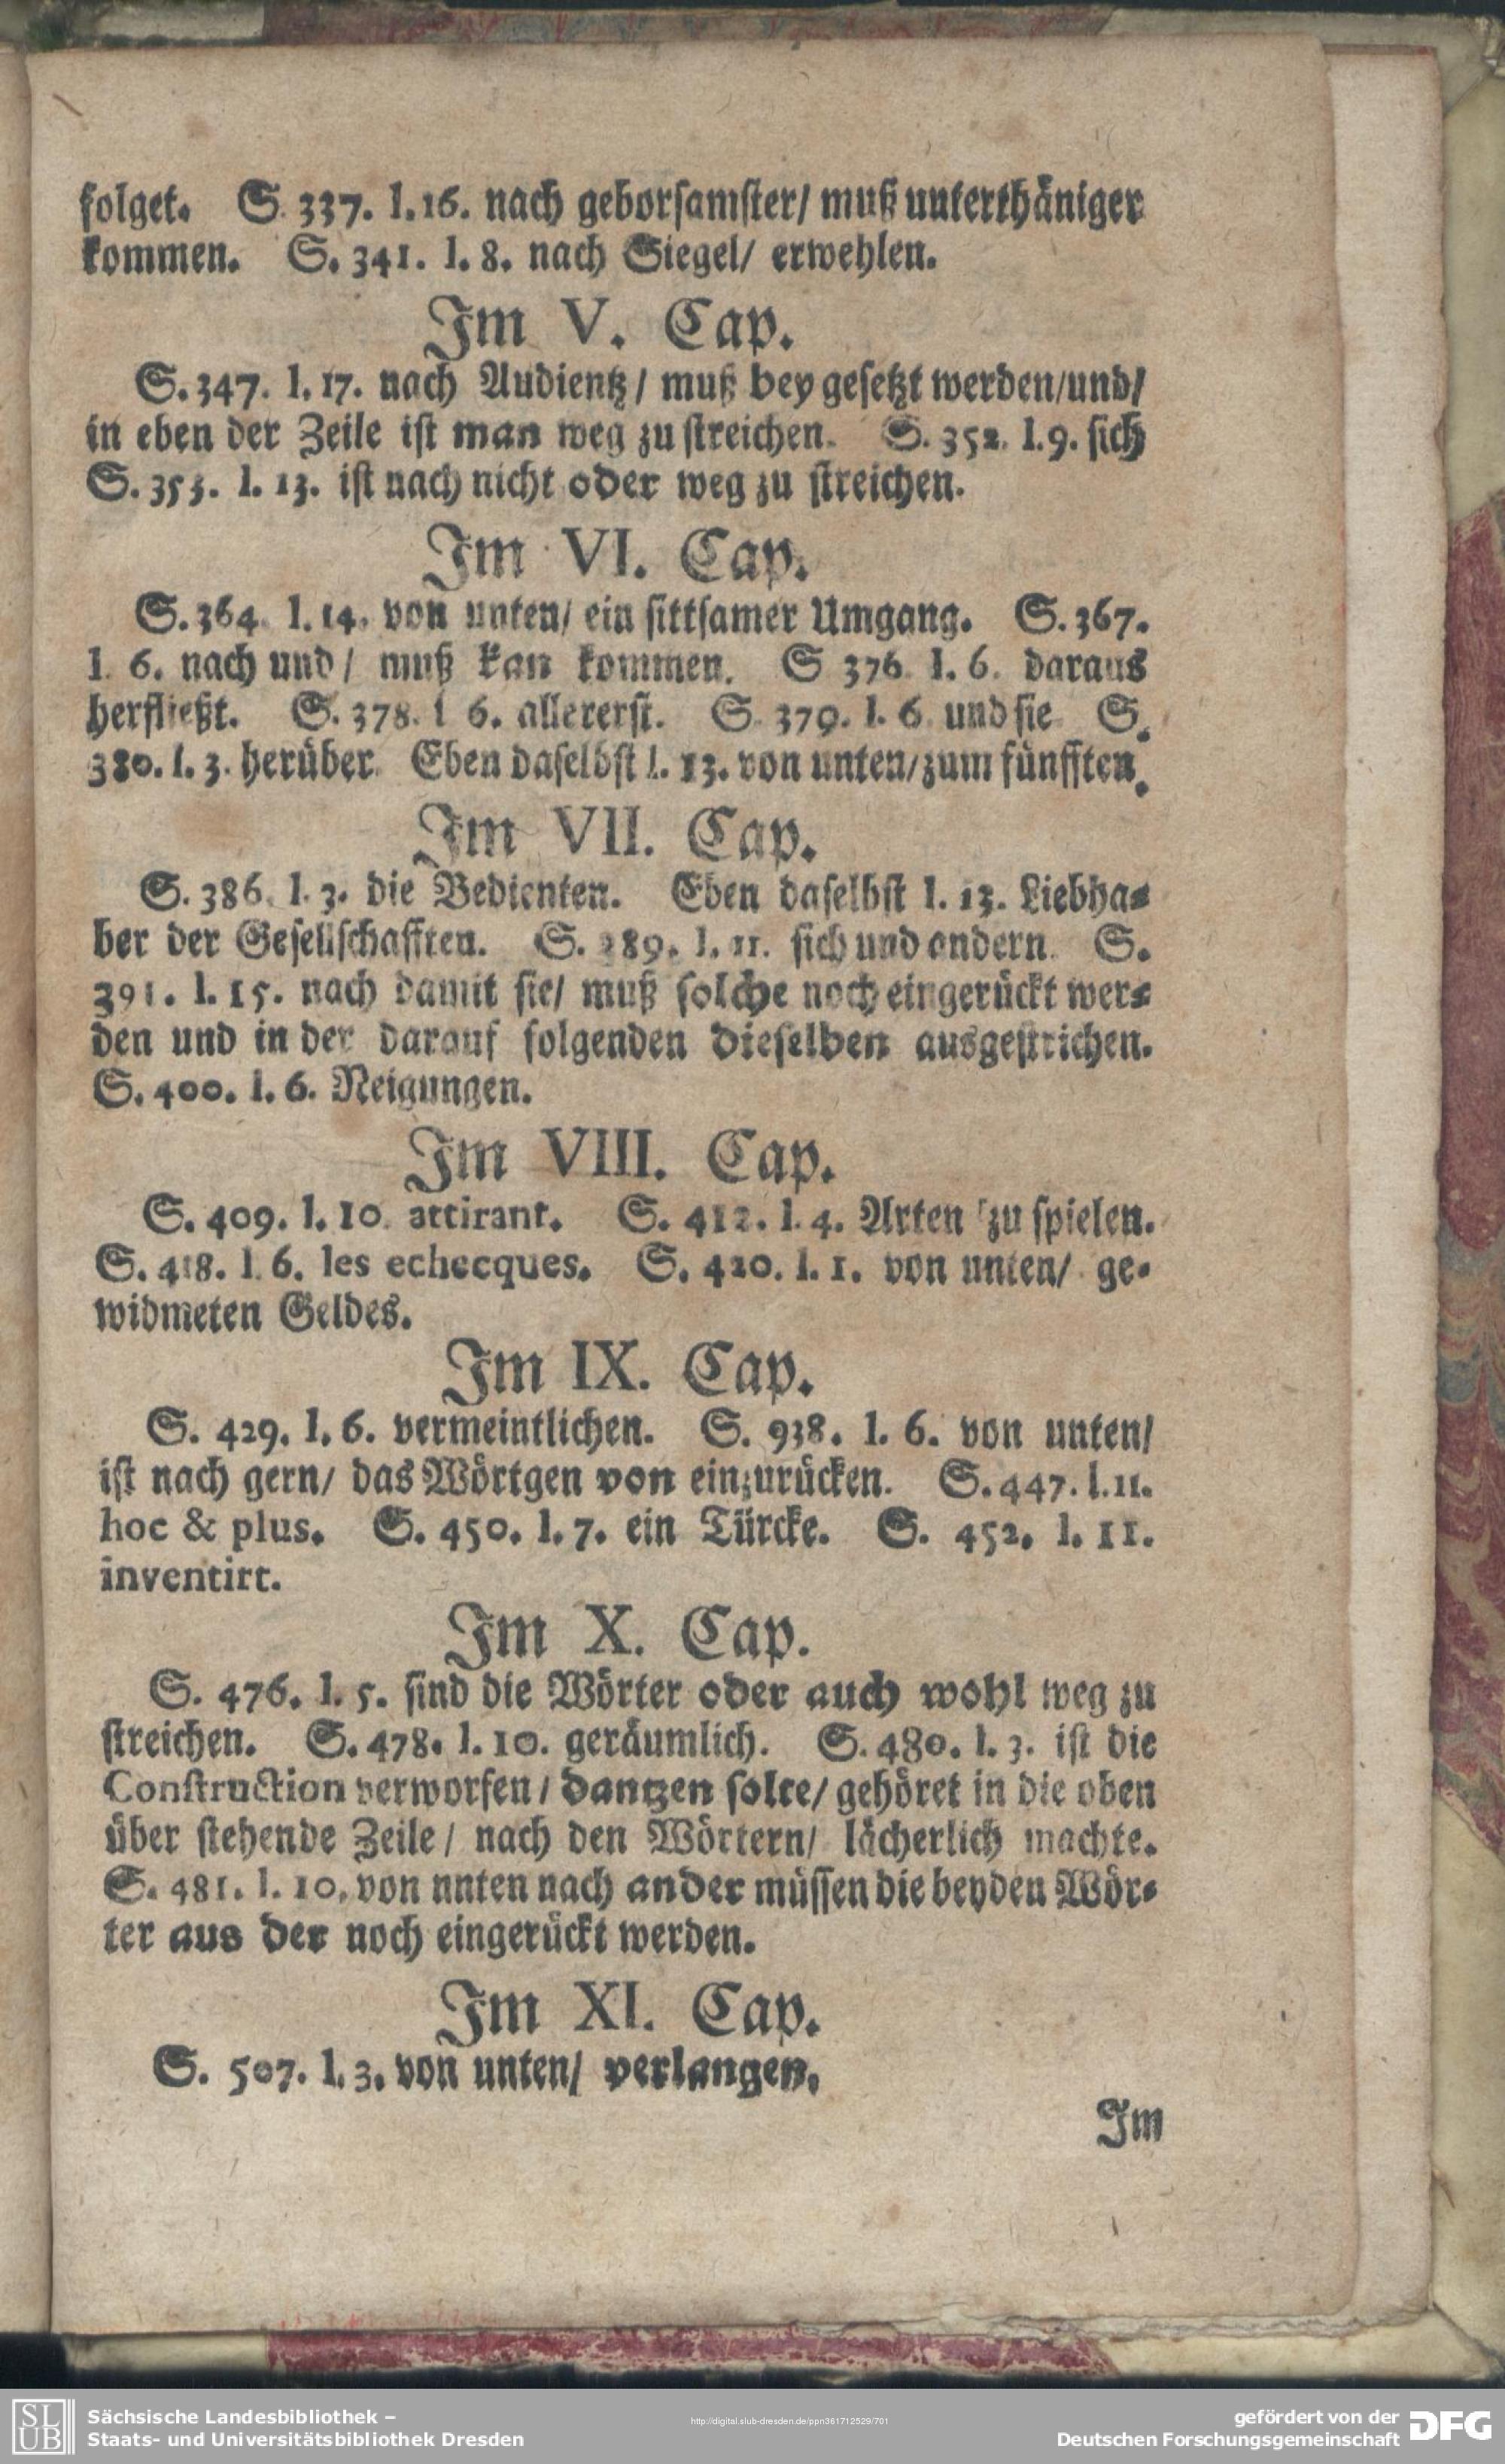 folget. S. 337. l. 16. nach geborsamster/ muß unterthäniger
kommen. S. 341. l. 8. nach Siegel/ erwehlen.
Im V. Cap.
S. 347. l. 17. nach Audientz/ muß bey gesetzt werden/und/
in eben der Zeile ist man weg zu streichen. S. 352. l. 9. sich
S. 353. l. 13. ist nach nicht oder weg zu streichen.
Im VI. Cap.
S. 364. l. 14. von unten/ ein sittsamer Umgang. S. 367.
l. 6. nach und/ muß kan kommen. S 376. l. 6. daraus
herfließt. S. 378. l 6. allererst. S. 379. l. 6. und sie S.
380. l. 3. herüber. Eben daselbst l. 13. von unten/zum fünfften.
Im VII. Cap.
S. 386. l. 3. die Bedienten. Eben daselbst l. 13. Liebha-
ber der Gesellschafften. S. 389. l. 11. sich und andern. S.
391. l. 15. nach damit sie/ muß solche noch eingerückt wer-
den und in der darauf folgenden dieselben ausgestrichen.
S. 400. l. 6. Neigungen.
Im VIII. Cap.
S. 409. l. 10. attirant. S. 412. l. 4. Arten zu spielen.
S. 418. l. 6. les echecques. S. 420. l. 1. von unten/ ge-
widmeten Geldes.
Im IX. Cap.
S. 429. l. 6. vermeintlichen. S. 938. l. 6. von unten/
ist nach gern/ das Wörtgen von einzurücken. S. 447. l. 11.
hoc & plus. S. 450. l. 7. ein Türcke. S. 452. l. 11.
inventirt.
Im X. Cap.
S. 476. l. 5. sind die Wörter oder auch wohl weg zu
streichen. S. 478. l. 10. geräumlich. S. 480. l. 3. ist die
Construction verworfen/ dantzen solte/ gehöret in die oben
über stehende Zeile/ nach den Wörtern/ lächerlich machte.
S. 481. l. 10. von nnten nach ander müssen die beyden Wör-
ter aus der noch eingerückt werden.
Im XI. Cap.
S. 507. l. 3. von unten/ verlangen.
Im
SLUB
Sächsische Landesbibliothek –
Staats- und Universitätsbibliothek Dresden
http://digital.slub-dresden.de/ppn361712529/701
gefördert von der
Deutschen Forschungsgemeinschaft
DFG